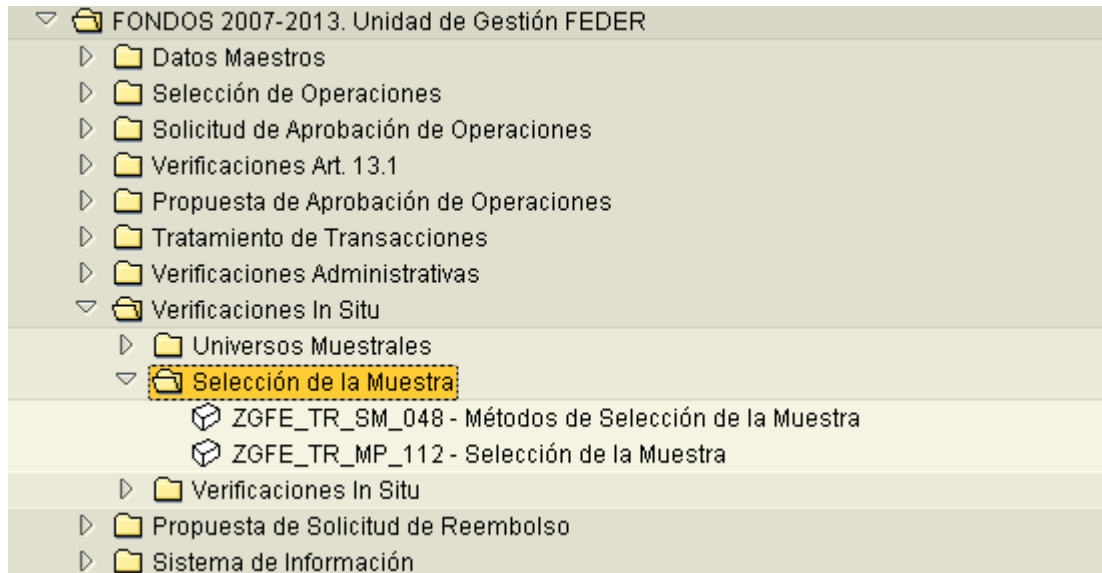 FONDOS 2007-2013. Unidad de Gestión FEDER
Datos Maestros
Selección de Operaciones
Solicitud de Aprobación de Operaciones
Verificaciones Art. 13.1
Propuesta de Aprobación de Operaciones
Tratamiento de Transacciones
Verificaciones Administrativas
Verificaciones In Situ
Universos Muestrales
Selección de la Muestra
ZGFE_TR_SM_048 - Métodos de Selección de la Muestra
ZGFE_TR_MP_112 - Selección de la Muestra
Verificaciones In Situ
Propuesta de Solicitud de Reembolso
Sistema de Información